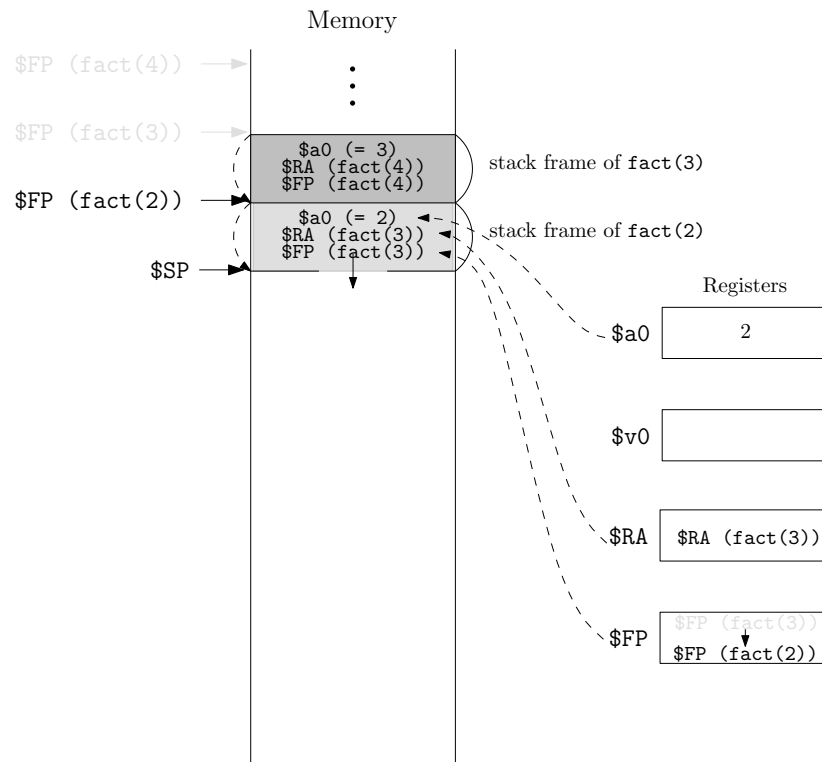 Memory
$FP (fact(4))
$FP (fact(3))
$a0 (= 3)
$RA (fact(4))
$FP (fact(4))
stack frame of fact(3)
$FP (fact(2))
$a0 (= 2)
$RA (fact(3))
$FP (fact(3))
stack frame of fact(2)
$SP
Registers
$a0
2
$v0
$RA
$RA (fact(3))
$FP
$FP (fact(3))
$FP (fact(2))